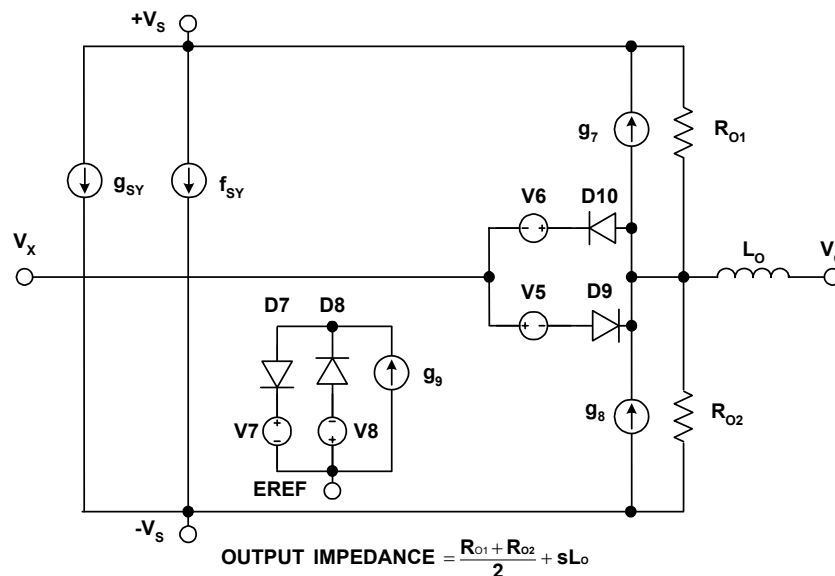 +VS
g7
RO1
gSY
fSY
V6
D10
VX
LO
V5
D9
D7
D8
g9
g8
RO2
V7
V8
EREF
-VS
OUTPUT IMPEDANCE = RO1 + RO2 / 2 + sLO